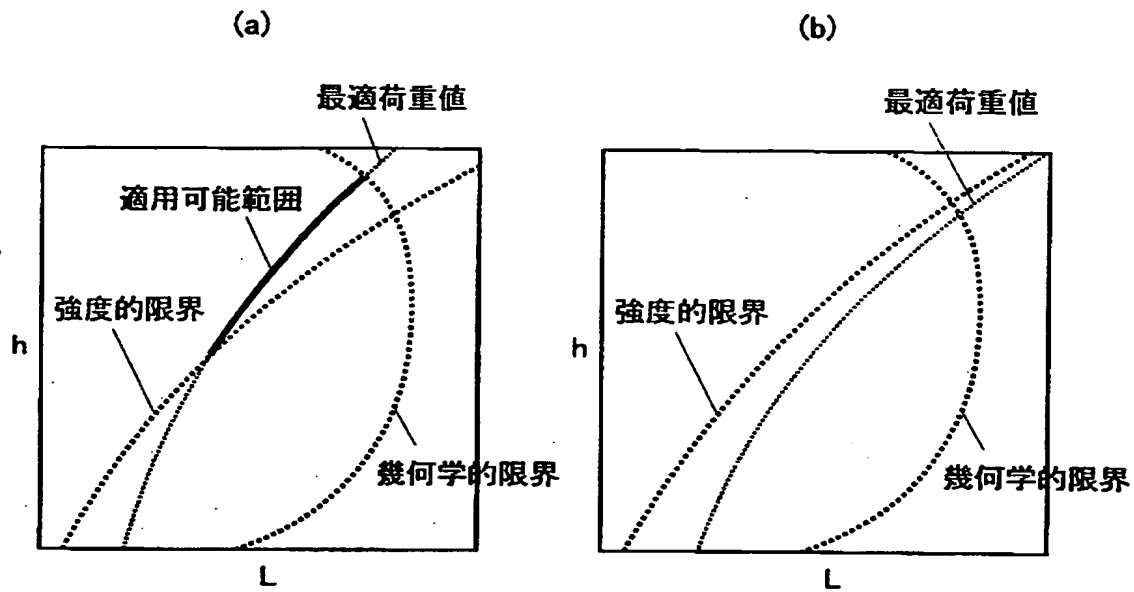 (a)
最適荷重値
適用可能範囲
強度的限界
h
幾何学的限界
L
(b)
最適荷重値
強度的限界
h
幾何学的限界
L